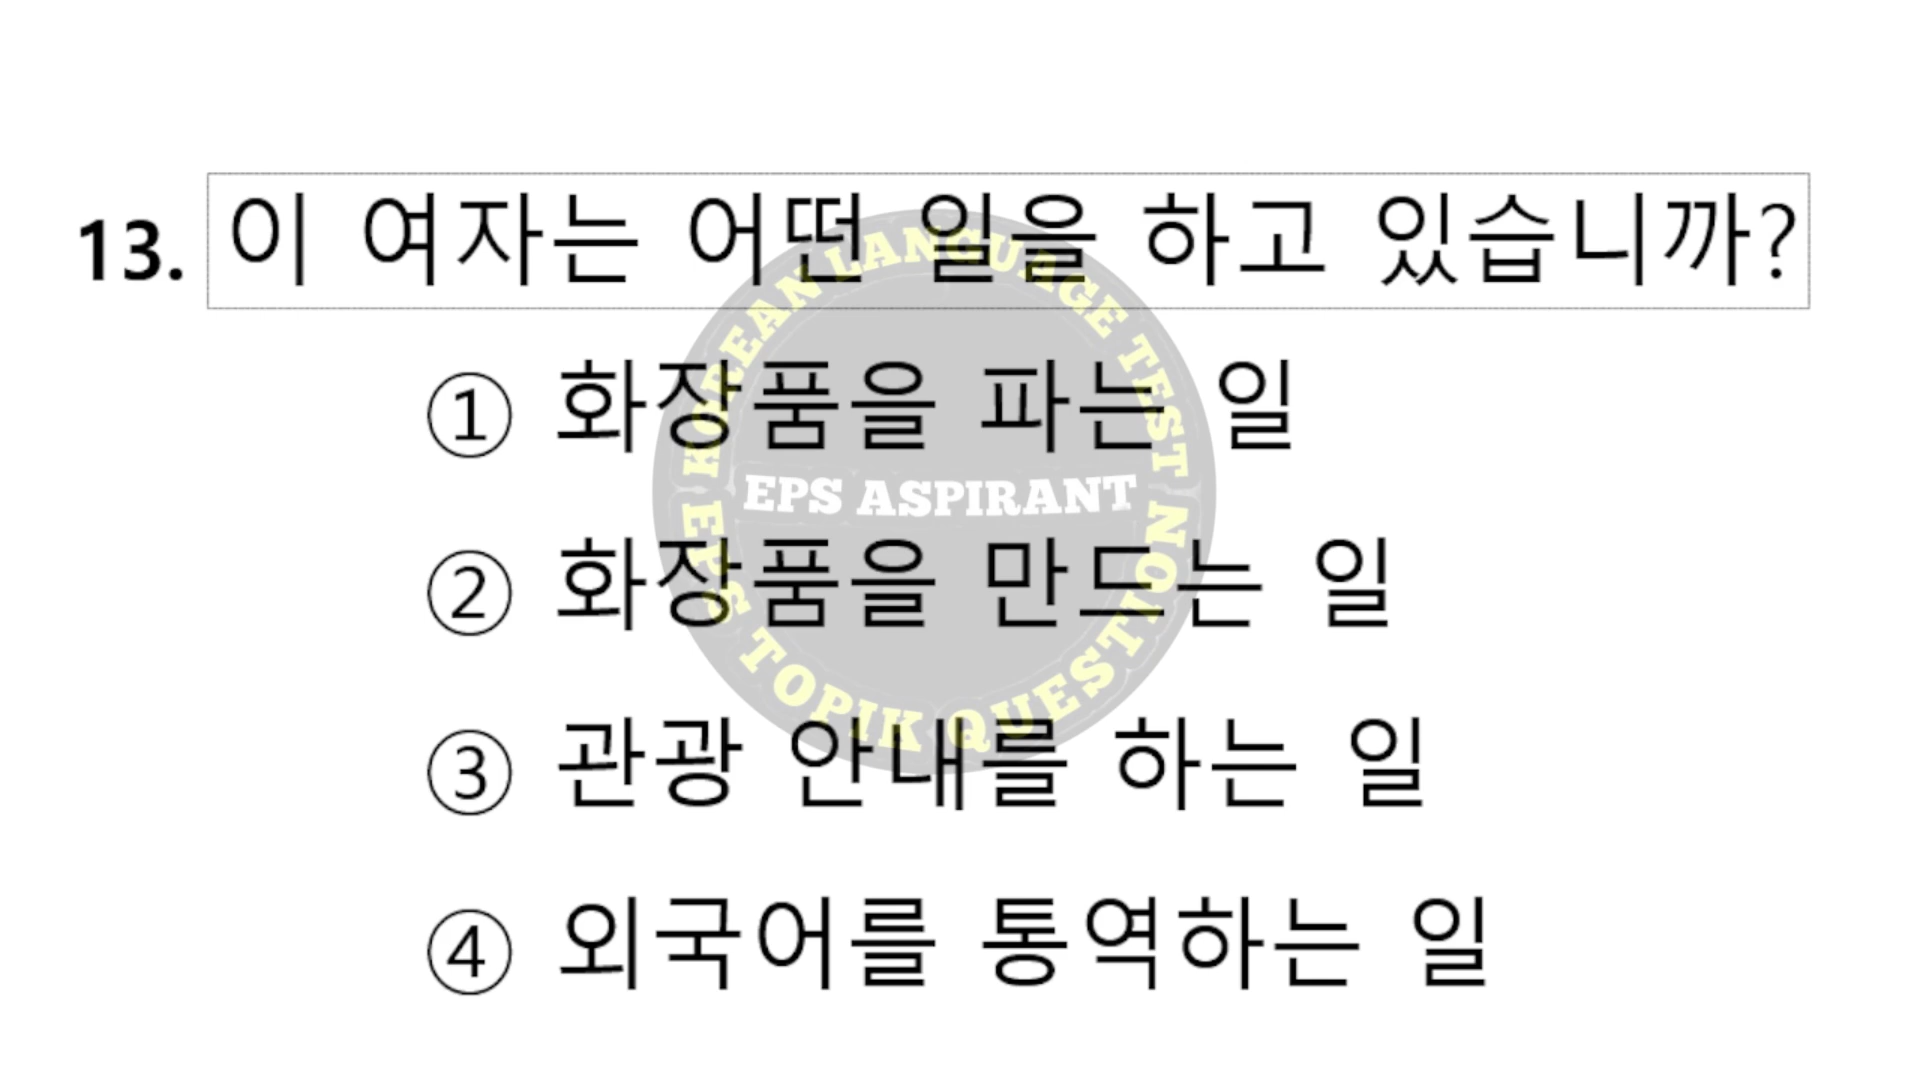 13. 이 여자는 어떤 일을 하고 있습니까?
① 화장품을 파는 일
② 화장품을 만드는 일
③ 관광 안내를 하는 일
④ 외국어를 통역하는 일
KOREAN LANGUAGE TEST
EPS ASPIRANT
EPS TOPIK QUESTION